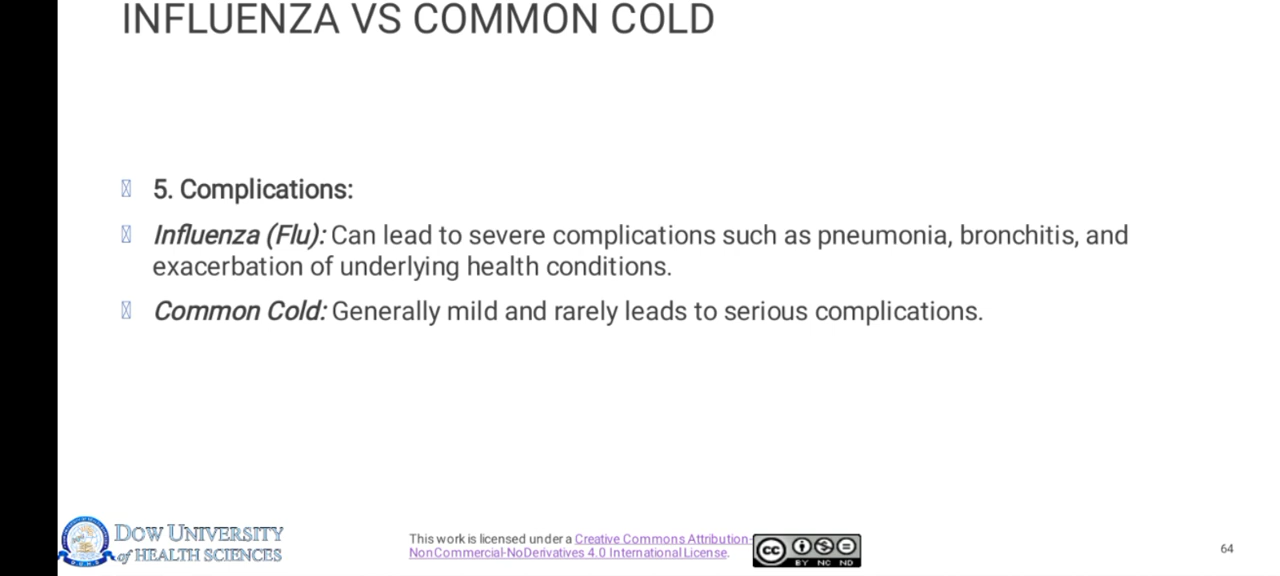 INFLUENZA VS COMMON COLD
5. Complications:
Influenza (Flu): Can lead to severe complications such as pneumonia, bronchitis, and
exacerbation of underlying health conditions.
Common Cold: Generally mild and rarely leads to serious complications.
DOW UNIVERSITY
of HEALTH SCIENCES
This work is licensed under a Creative Commons Attribution-
NonCommercial-NoDerivatives 4.0 International License.
cc
BY NC ND
64